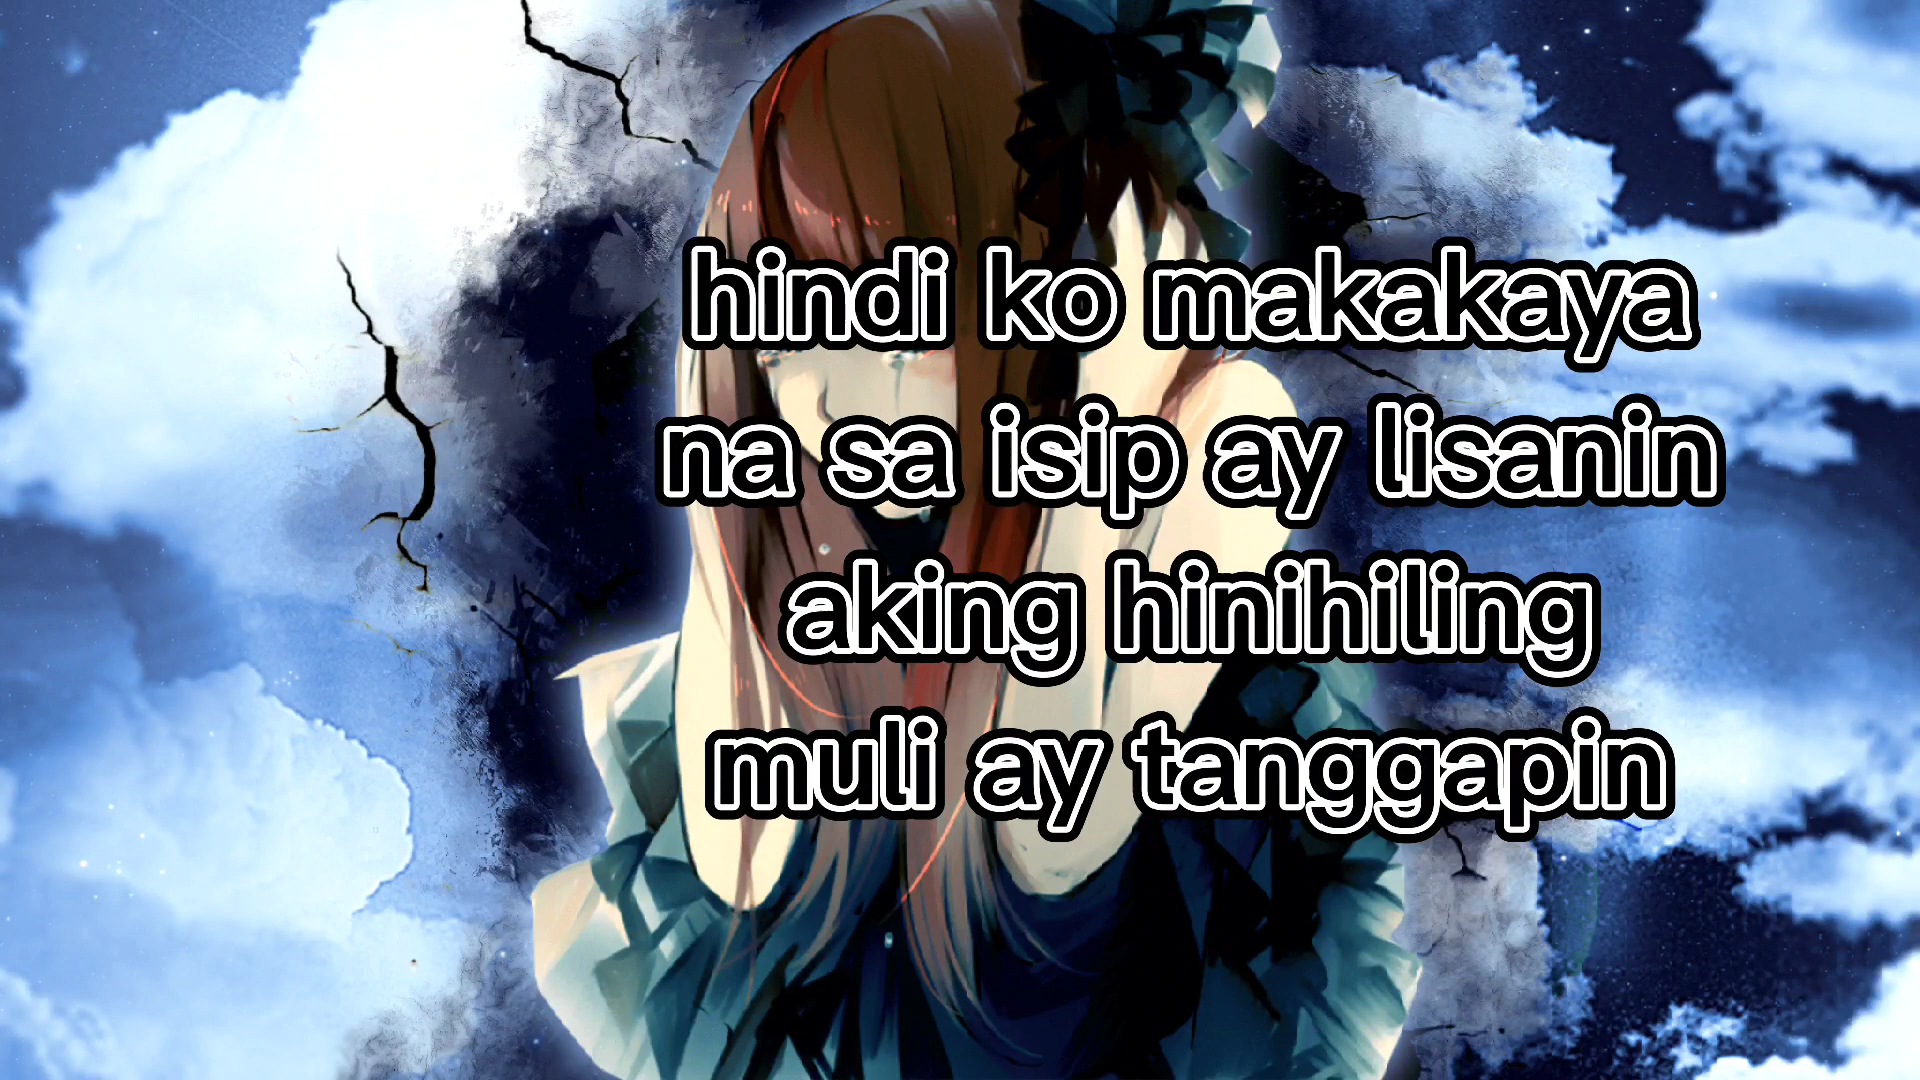 hindi ko makakaya
na sa isip ay lisanin
aking hinihiling
muli ay tanggapin